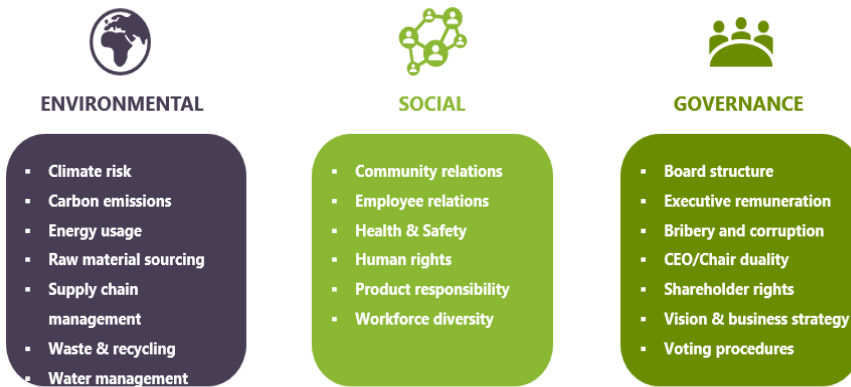 ENVIRONMENTAL
Climate risk
Carbon emissions
Energy usage
Raw material sourcing
Supply chain
management
Waste & recycling
Water management
SOCIAL
Community relations
Employee relations
Health & Safety
Human rights
Product responsibility
Workforce diversity
GOVERNANCE
Board structure
Executive remuneration
Bribery and corruption
CEO/Chair duality
Shareholder rights
Vision & business strategy
Voting procedures